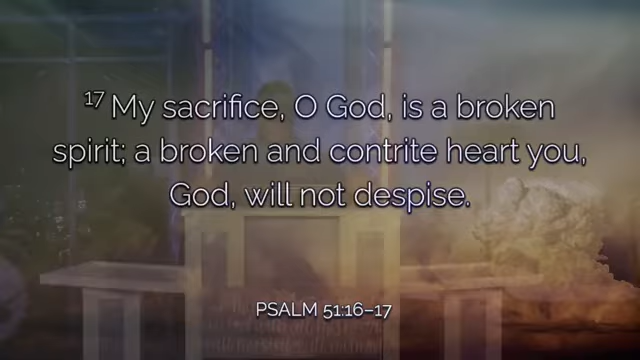 17 My sacrifice, O God, is a broken
spirit; a broken and contrite heart you,
God, will not despise.
PSALM 51:16–17